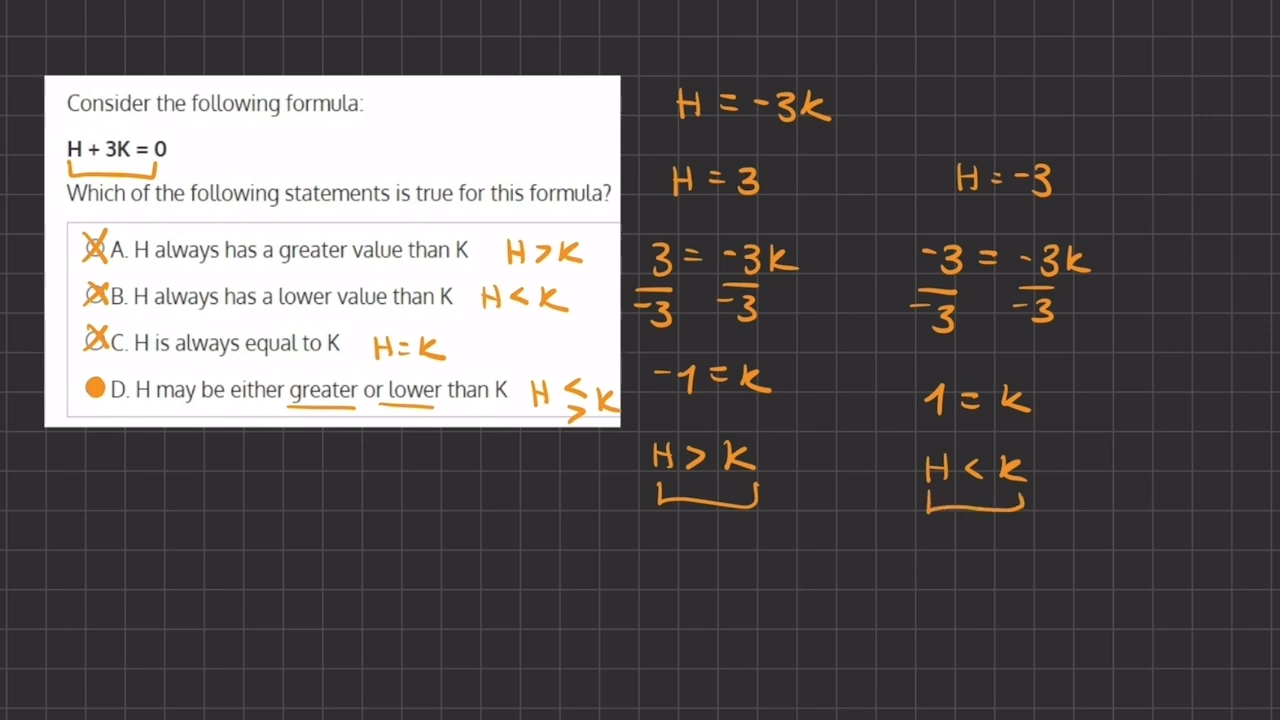 Consider the following formula:
H + 3K = 0
Which of the following statements is true for this formula?
A. H always has a greater value than K H > K
B. H always has a lower value than K H < K
C. H is always equal to K H = K
D. H may be either greater or lower than K H < > K
H = -3K
H = 3
3 = -3K
-3 -3
-1 = K
H > K
H = -3
-3 = -3K
-3 -3
1 = K
H < K